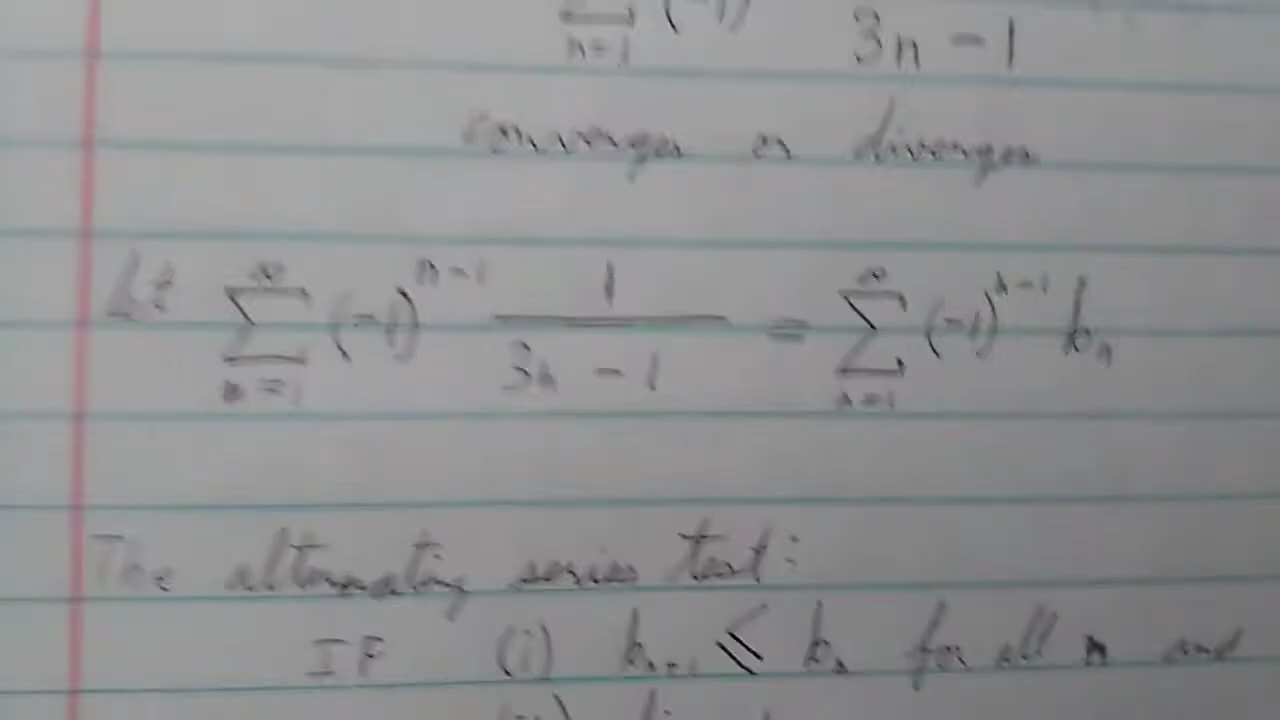 ∑ (-1)
n=1 3n - 1
converges or diverges
Let ∑_{n=1}^{∞} (-1)^{n-1} 1/(3n - 1) = ∑_{n=1}^{∞} (-1)^{n-1} b_n
The alternating series test:
IF (i) b_{n+1} ≤ b_n for all n and